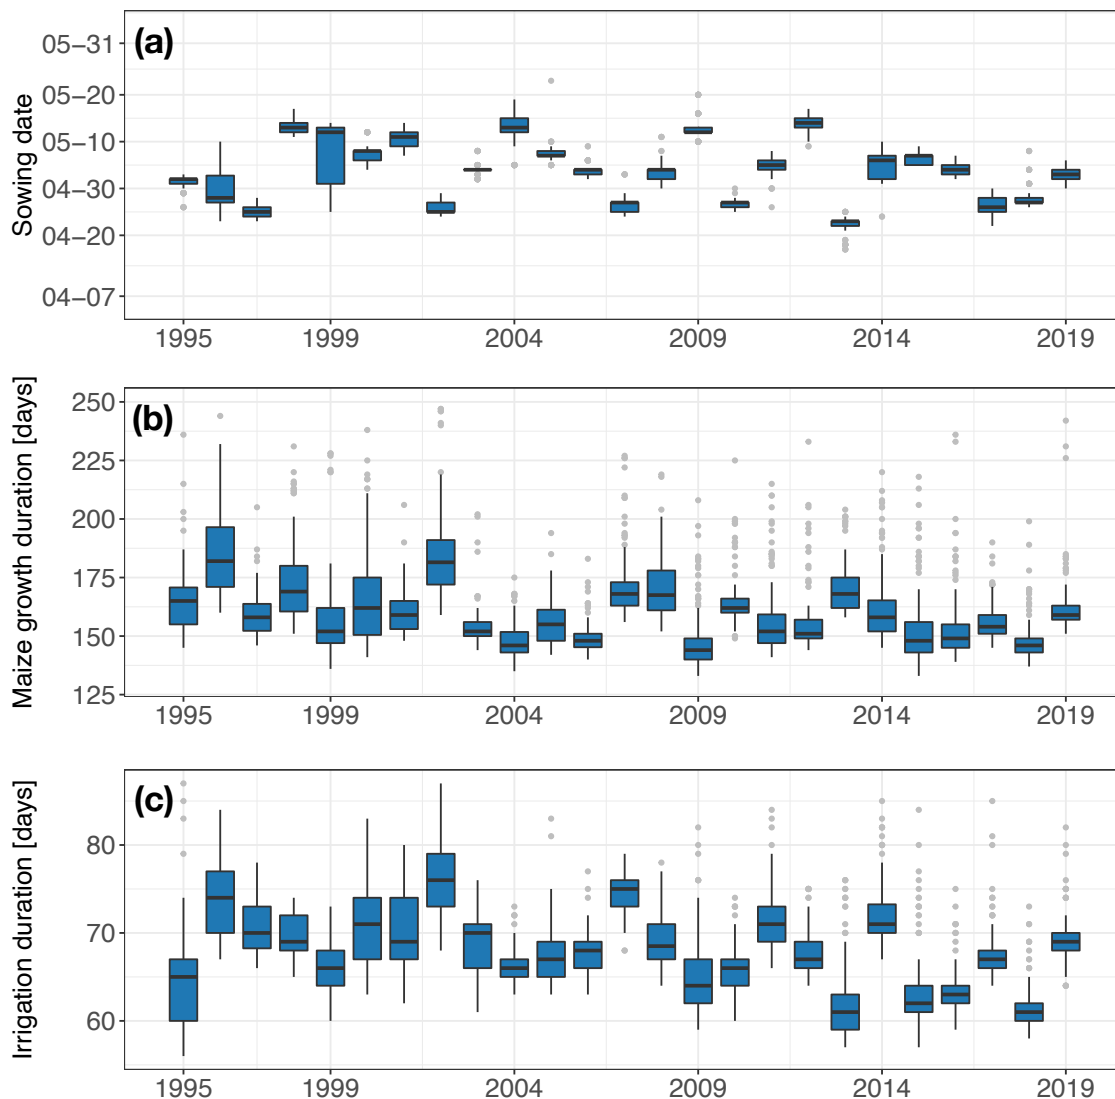 (a)
Sowing date
05−31
05−20
05−10
04−30
04−20
04−07
1995 1999 2004 2009 2014 2019
(b)
Maize growth duration [days]
250
225
200
175
150
125
1995 1999 2004 2009 2014 2019
(c)
Irrigation duration [days]
80
70
60
1995 1999 2004 2009 2014 2019